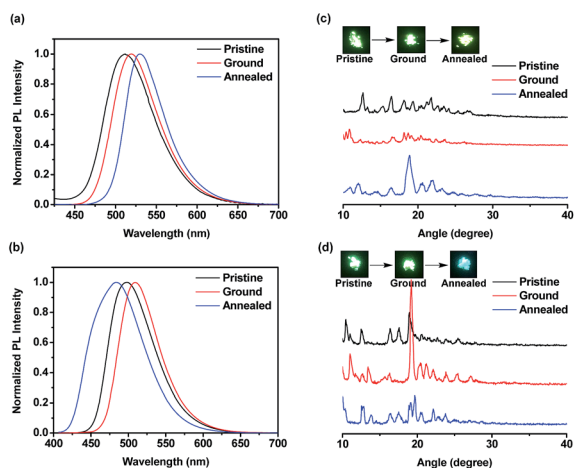 (a)
Normalized PL Intensity
1.0
0.8
0.6
0.4
0.2
0.0
Pristine
Ground
Annealed
450 500 550 600 650 700
Wavelength (nm)
(b)
Normalized PL Intensity
1.0
0.8
0.6
0.4
0.2
0.0
Pristine
Ground
Annealed
400 450 500 550 600 650 700
Wavelength (nm)
(c)
Pristine Ground Annealed
Pristine
Ground
Annealed
10 20 30 40
Angle (degree)
(d)
Pristine Ground Annealed
Pristine
Ground
Annealed
10 20 30 40
Angle (degree)